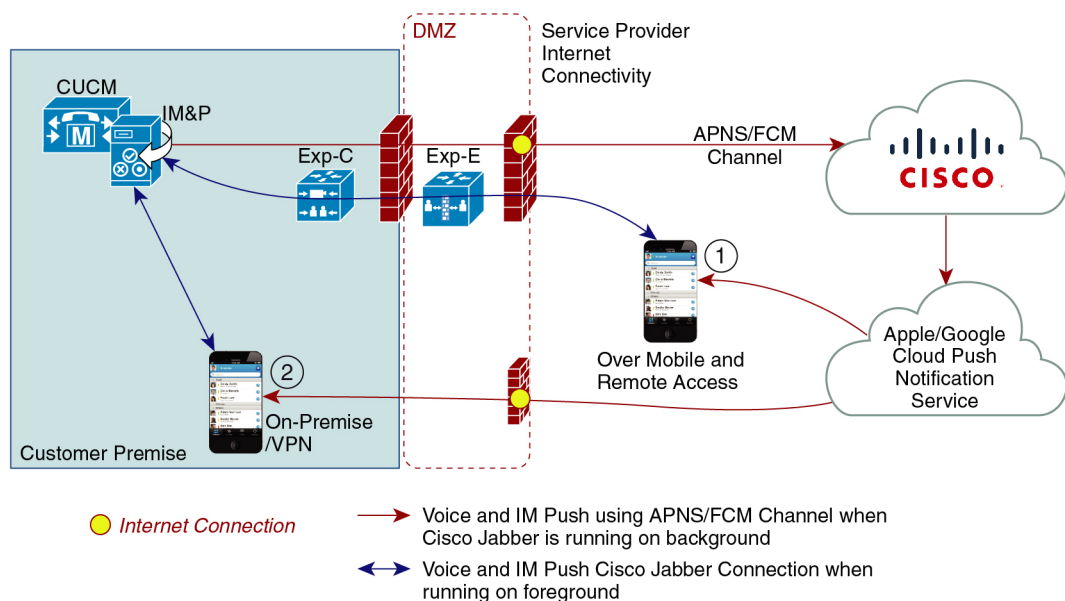 DMZ
Service Provider
Internet
Connectivity
CUCM
IM&P
M
Exp-C
Exp-E
APNS/FCM
Channel
CISCO
1
Over Mobile and
Remote Access
Apple/Google
Cloud Push
Notification
Service
2
On-Premise
/VPN
Customer Premise
Internet Connection
Voice and IM Push using APNS/FCM Channel when
Cisco Jabber is running on background
Voice and IM Push Cisco Jabber Connection when
running on foreground